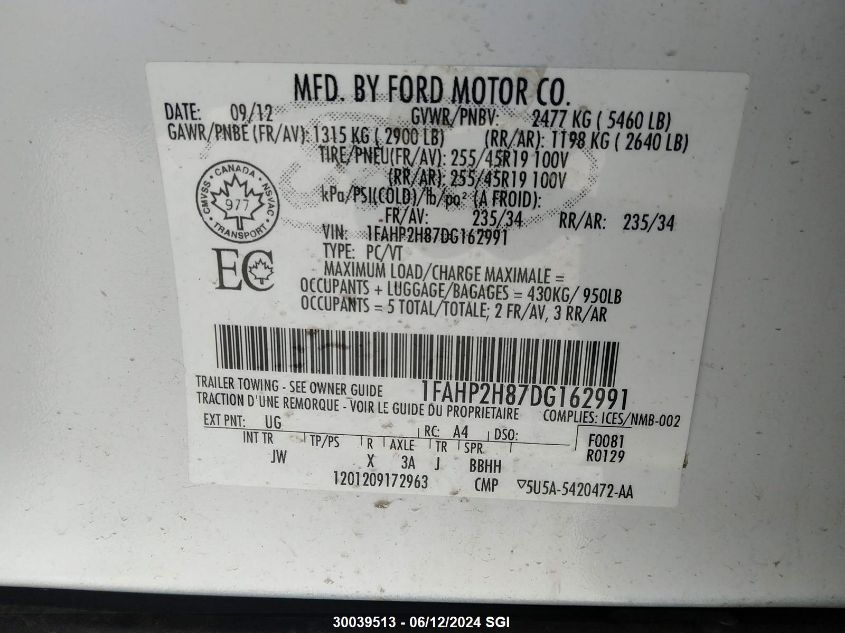 MFD. BY FORD MOTOR CO.
DATE: 09/12 GVWR/PNBV: 2477 KG ( 5460 LB)
GAWR/PNBE (FR/AV): 1315 KG ( 2900 LB) (RR/AR): 1198 KG ( 2640 LB)
TIRE/PNEU(FR/AV): 255/45R19 100V
(RR/AR): 255/45R19 100V
kPa/PSI(COLD)/lb/po² (A FROID):
FR/AV: 235/34 RR/AR: 235/34
CMVSS • CANADA • NSVAC
977
TRANSPORT
VIN: 1FAHP2H87DG162991
TYPE: PC/VT
EC
MAXIMUM LOAD/CHARGE MAXIMALE =
OCCUPANTS + LUGGAGE/BAGAGES = 430KG/ 950LB
OCCUPANTS = 5 TOTAL/TOTALE; 2 FR/AV, 3 RR/AR
TRAILER TOWING - SEE OWNER GUIDE 1FAHP2H87DG162991
TRACTION D'UNE REMORQUE - VOIR LE GUIDE DU PROPRIETAIRE COMPLIES: ICES/NMB-002
EXT PNT: UG RC: A4 DSO: F0081
INT TR TP/PS R AXLE TR SPR R0129
JW X 3A J BBHH
1201209172963 CMP ▽5U5A-5420472-AA
30039513 - 06/12/2024 SGI